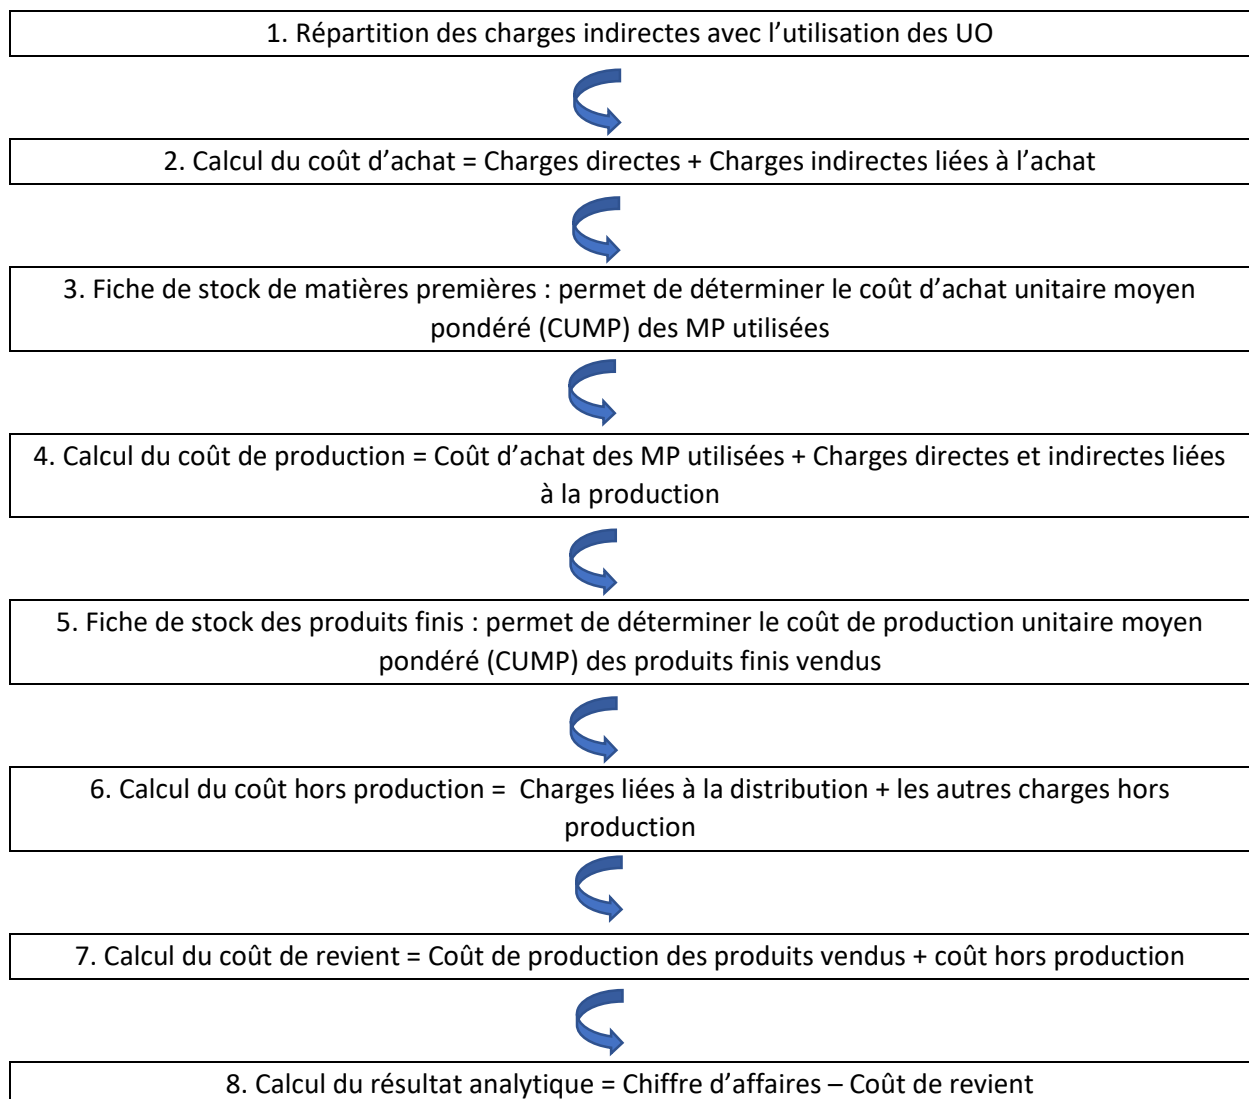 1. Répartition des charges indirectes avec l’utilisation des UO
2. Calcul du coût d’achat = Charges directes + Charges indirectes liées à l’achat
3. Fiche de stock de matières premières : permet de déterminer le coût d’achat unitaire moyen
pondéré (CUMP) des MP utilisées
4. Calcul du coût de production = Coût d’achat des MP utilisées + Charges directes et indirectes liées
à la production
5. Fiche de stock des produits finis : permet de déterminer le coût de production unitaire moyen
pondéré (CUMP) des produits finis vendus
6. Calcul du coût hors production = Charges liées à la distribution + les autres charges hors
production
7. Calcul du coût de revient = Coût de production des produits vendus + coût hors production
8. Calcul du résultat analytique = Chiffre d’affaires – Coût de revient